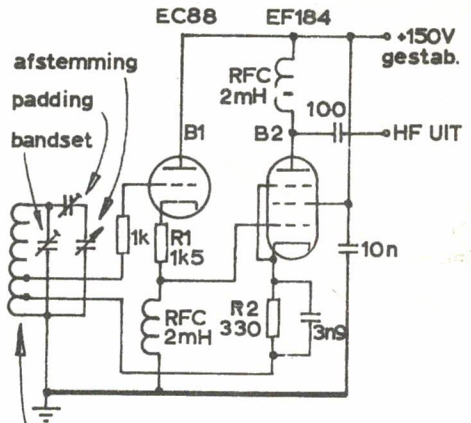 EC88 EF184
+150V
gestab.
afstemming
padding
bandset
RFC
2mH
100
HF UIT
B1 B2
1k
R1
1k5
10n
RFC
2mH
R2
330
3n9